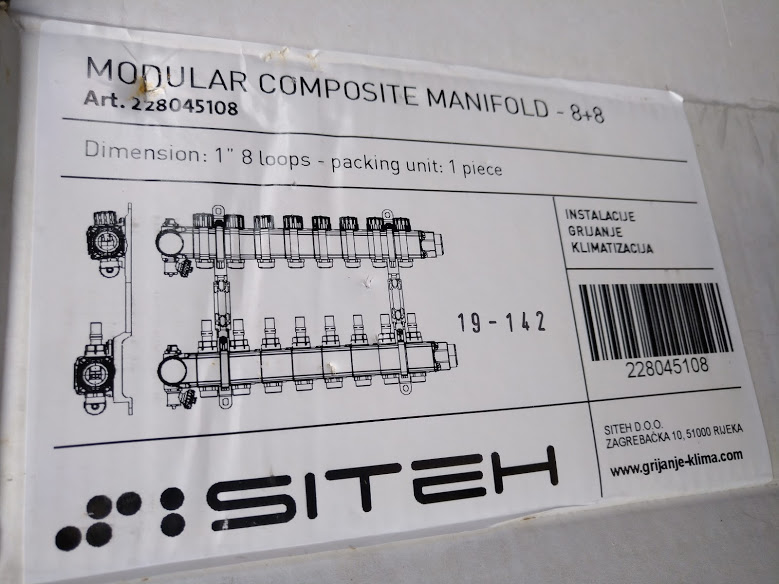 MODULAR COMPOSITE MANIFOLD - 8+8
Art. 228045108
Dimension: 1" 8 loops - packing unit: 1 piece
INSTALACIJE
GRIJANJE
KLIMATIZACIJA
19-142
228045108
SITEH D.O.O.
ZAGREBAČKA 10, 51000 RIJEKA
www.grijanje-klima.com
SITEH